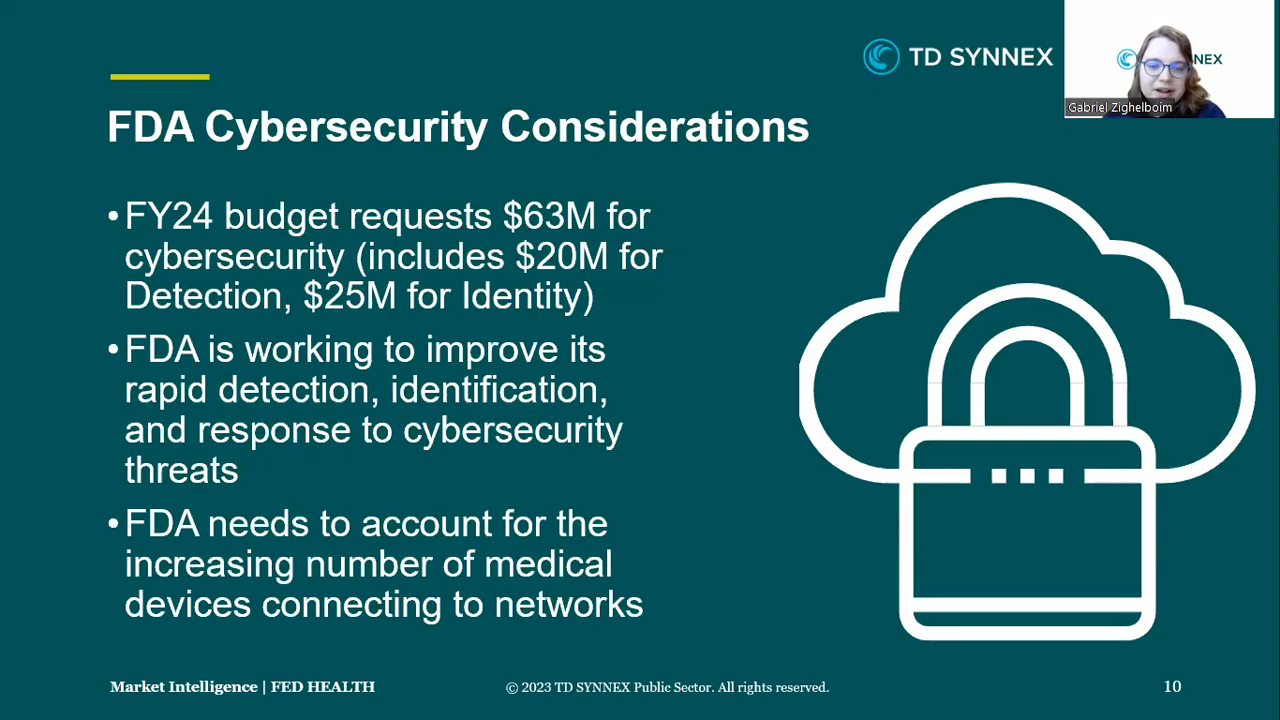 TD SYNNEX
NEX
Gabriel Zighelboim
FDA Cybersecurity Considerations
•FY24 budget requests $63M for
cybersecurity (includes $20M for
Detection, $25M for Identity)
•FDA is working to improve its
rapid detection, identification,
and response to cybersecurity
threats
•FDA needs to account for the
increasing number of medical
devices connecting to networks
Market Intelligence | FED HEALTH
© 2023 TD SYNNEX Public Sector. All rights reserved.
10